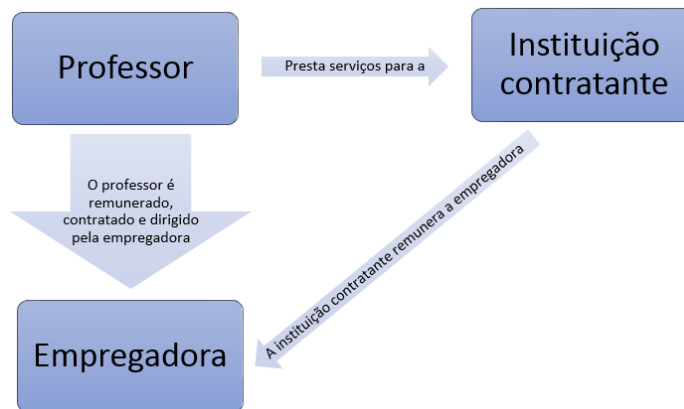 Professor
Presta serviços para a
Instituição
contratante
O professor é
remunerado,
contratado e dirigido
pela empregadora
A instituição contratante remunera a empregadora
Empregadora